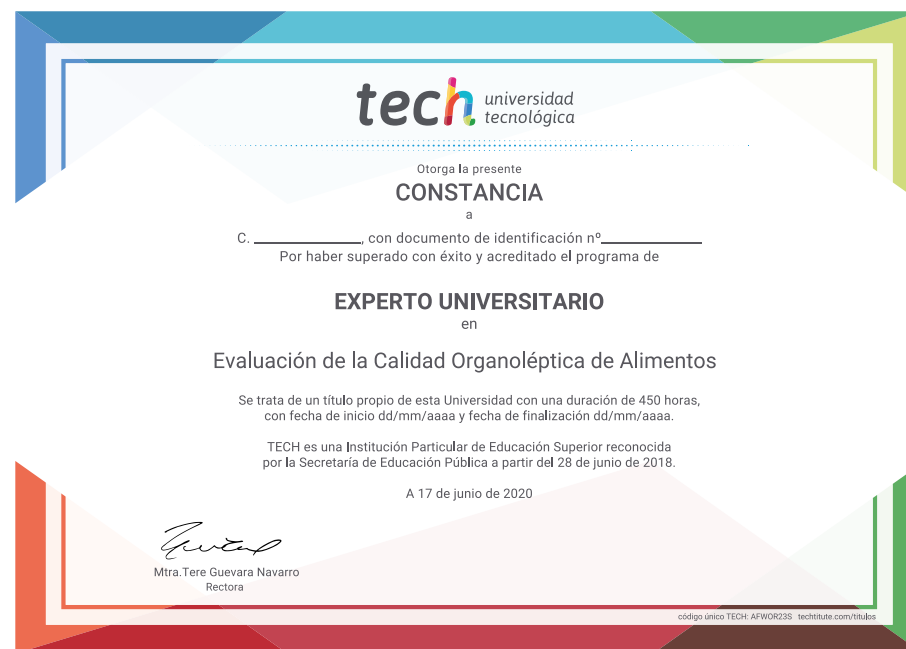 tech universidad
tecnológica
Otorga la presente
CONSTANCIA
a
C. ____________, con documento de identificación nº____________
Por haber superado con éxito y acreditado el programa de
EXPERTO UNIVERSITARIO
en
Evaluación de la Calidad Organoléptica de Alimentos
Se trata de un título propio de esta Universidad con una duración de 450 horas,
con fecha de inicio dd/mm/aaaa y fecha de finalización dd/mm/aaaa.
TECH es una Institución Particular de Educación Superior reconocida
por la Secretaría de Educación Pública a partir del 28 de junio de 2018.
A 17 de junio de 2020
Mtra.Tere Guevara Navarro
Rectora
código único TECH: AFWOR23S techtitute.com/titulos